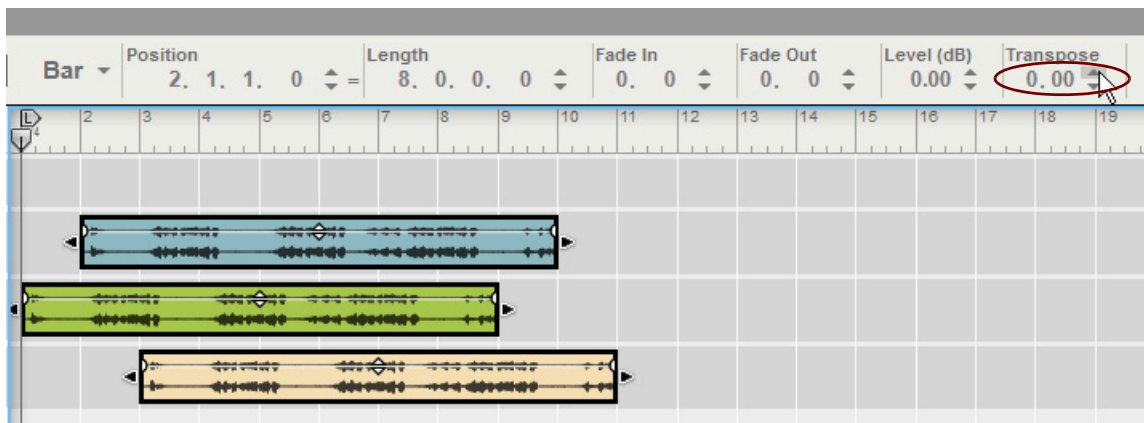 Bar Position Length Fade In Fade Out Level (dB) Transpose
2. 1. 1. 0 = 8. 0. 0. 0 0. 0 0. 0 0.00 0.00
L 2 3 4 5 6 7 8 9 10 11 12 13 14 15 16 17 18 19
4